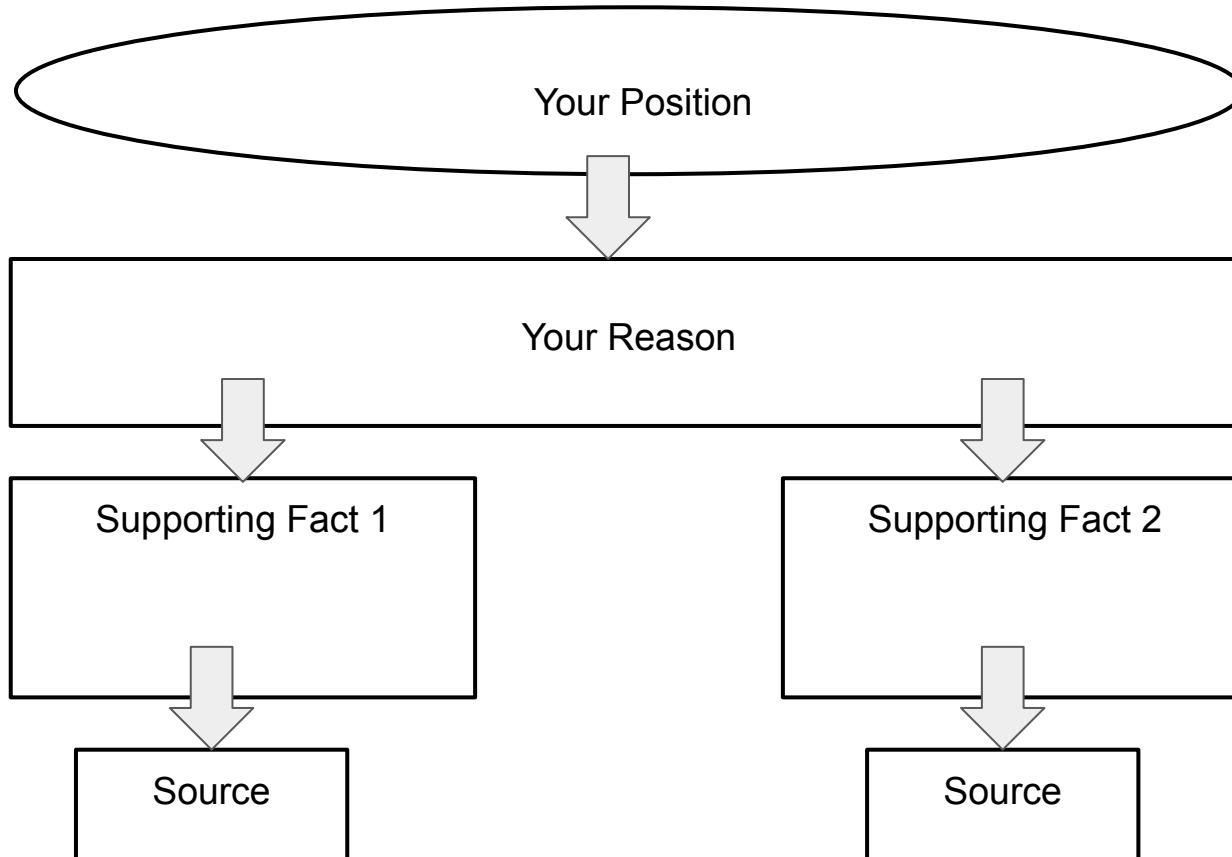 Your Position
Your Reason
Supporting Fact 1
Supporting Fact 2
Source
Source